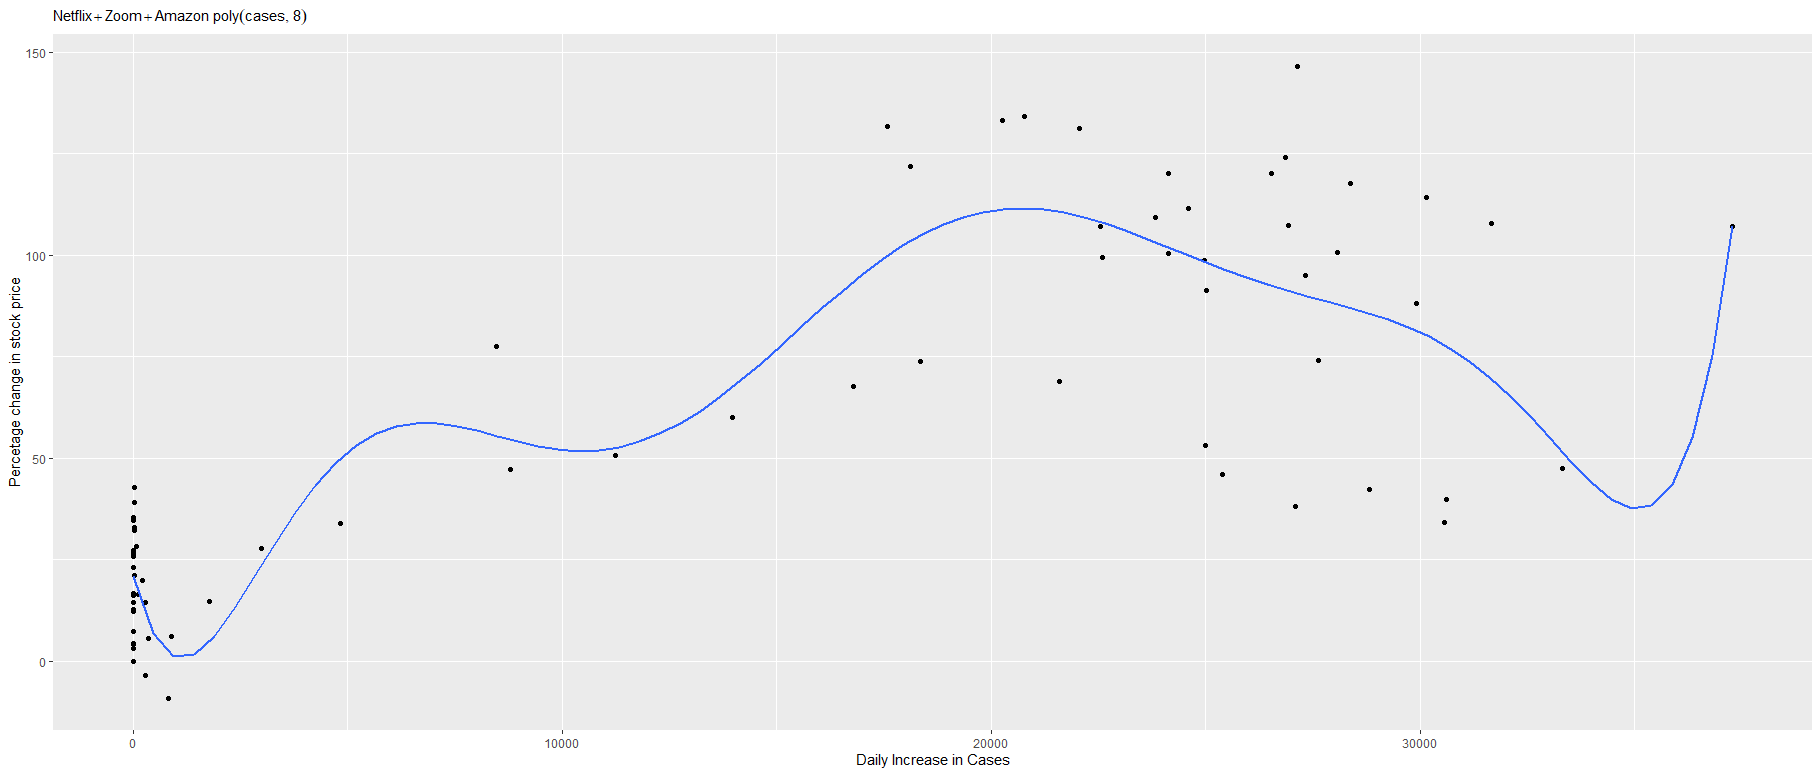 Netflix+Zoom+Amazon poly(cases, 8)
150
100
50
0
Percetage change in stock price
0
10000
20000
30000
Daily Increase in Cases